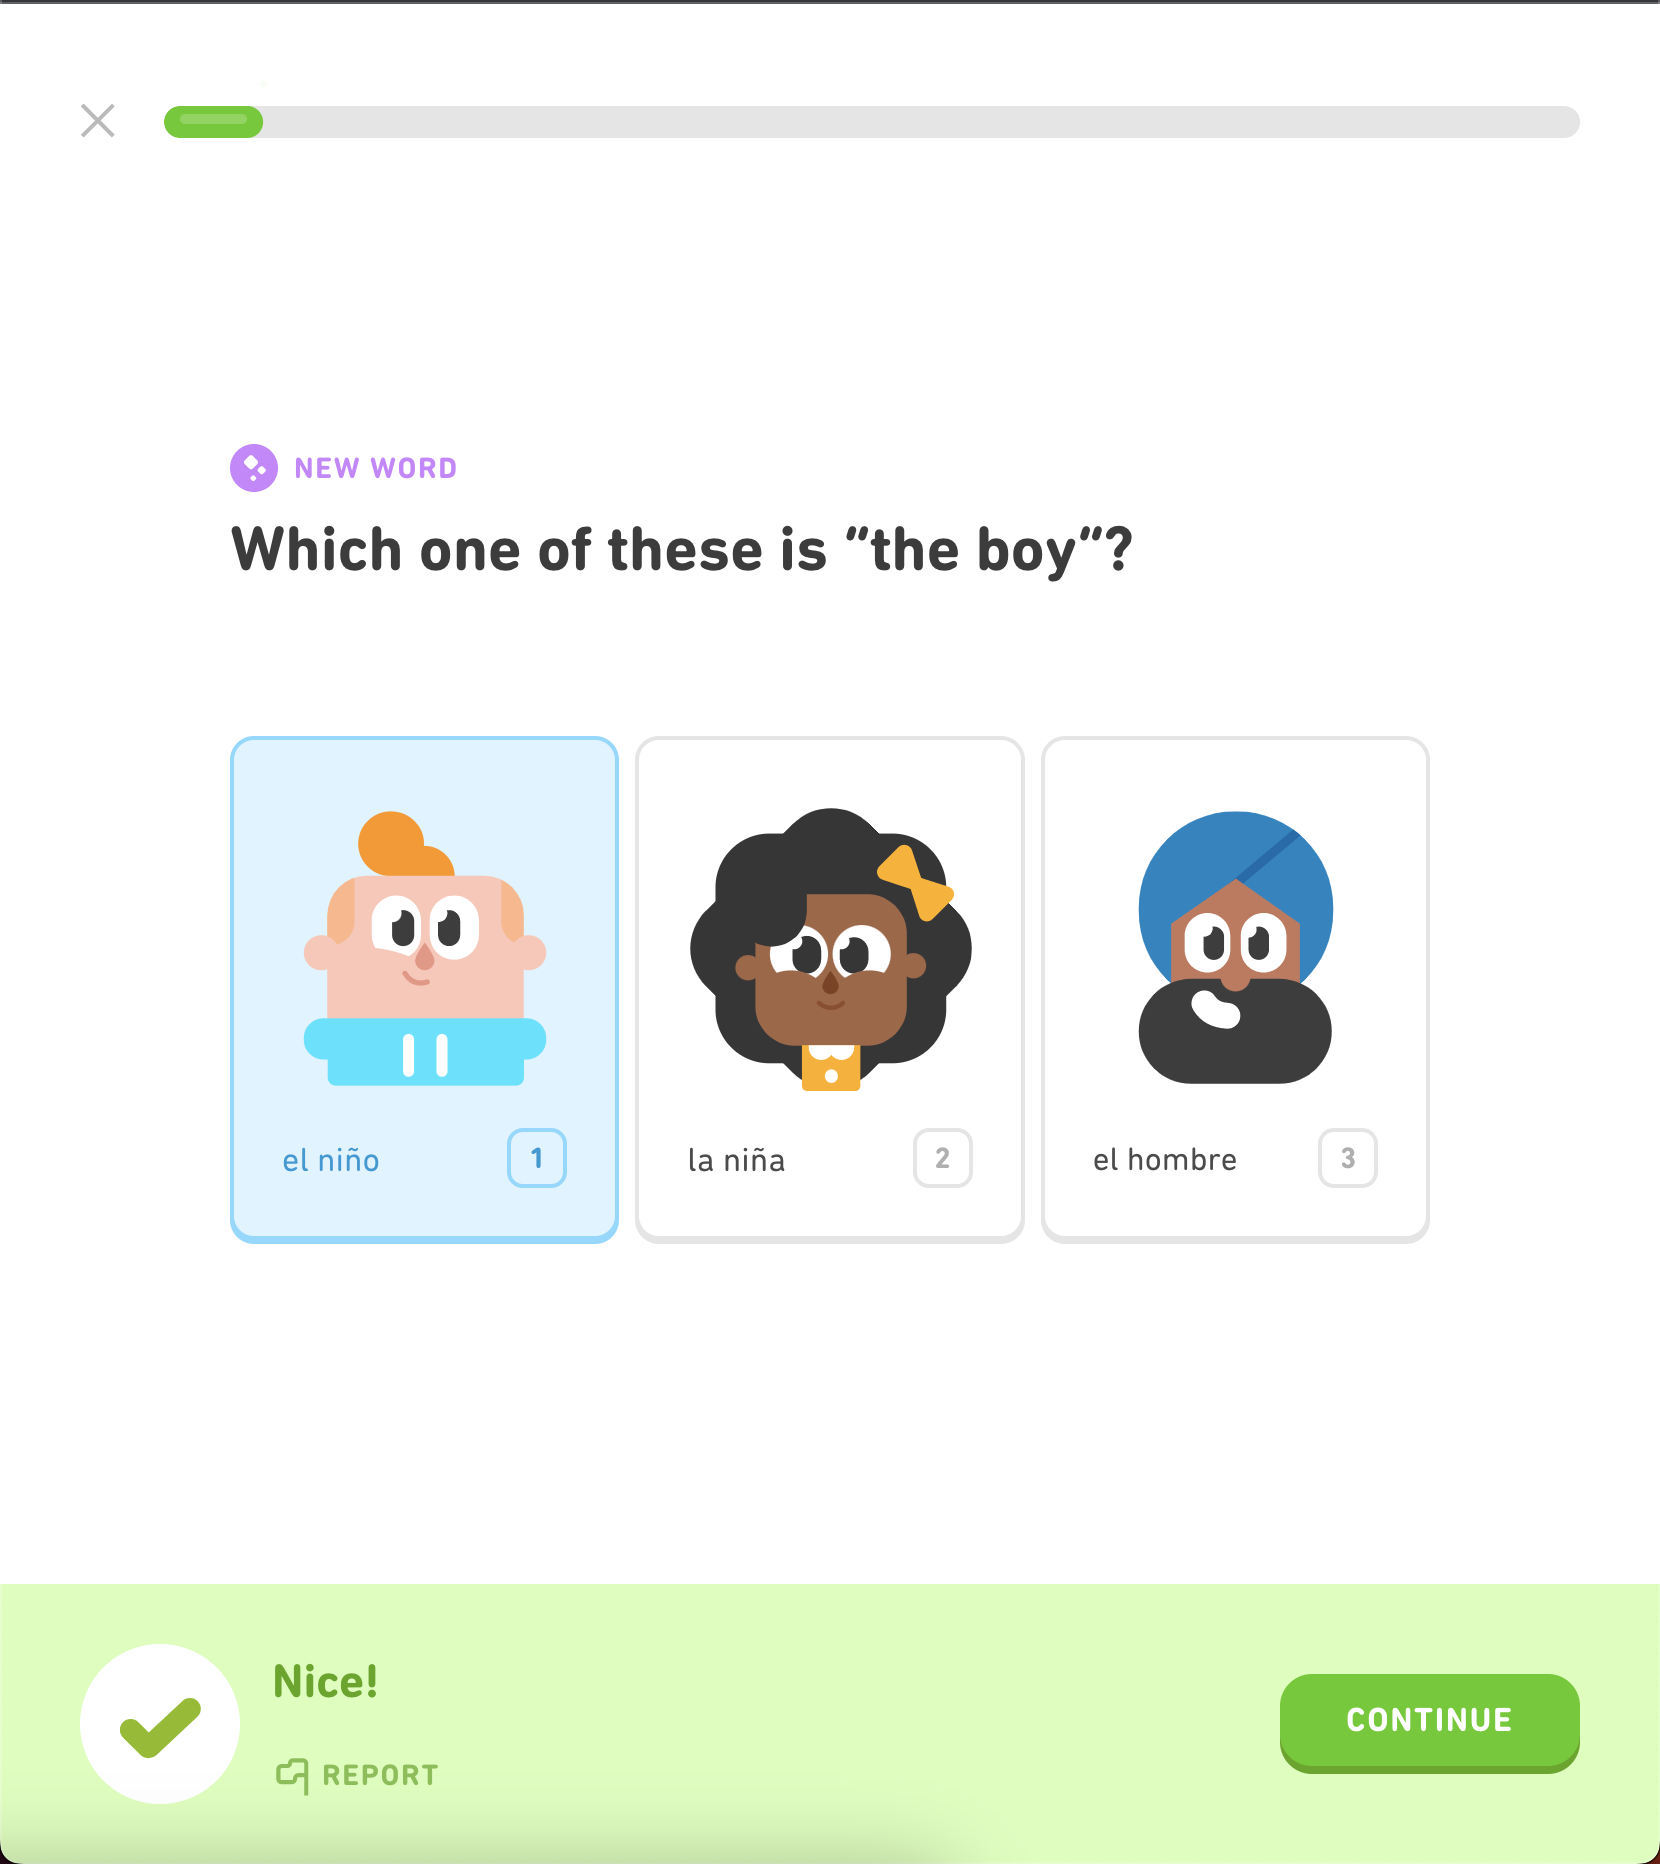 NEW WORD
Which one of these is "the boy"?
el niño 1
la niña 2
el hombre 3
Nice!
REPORT
CONTINUE